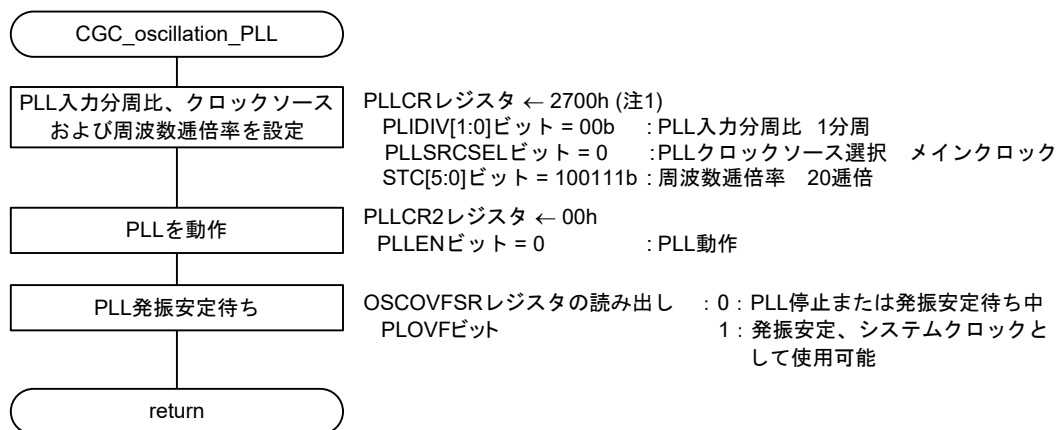 CGC_oscillation_PLL
PLL入力分周比、クロックソース
および周波数逓倍率を設定
PLLCRレジスタ ← 2700h (注1)
PLIDIV[1:0]ビット = 00b : PLL入力分周比 1分周
PLLSRCSELビット = 0 :PLLクロックソース選択 メインクロック
STC[5:0]ビット = 100111b : 周波数逓倍率 20逓倍
PLLを動作
PLLCR2レジスタ ← 00h
PLLENビット = 0 : PLL動作
PLL発振安定待ち
OSCOVFSRレジスタの読み出し : 0 : PLL停止または発振安定待ち中
PLOVFビット 1 : 発振安定、システムクロックと
して使用可能
return